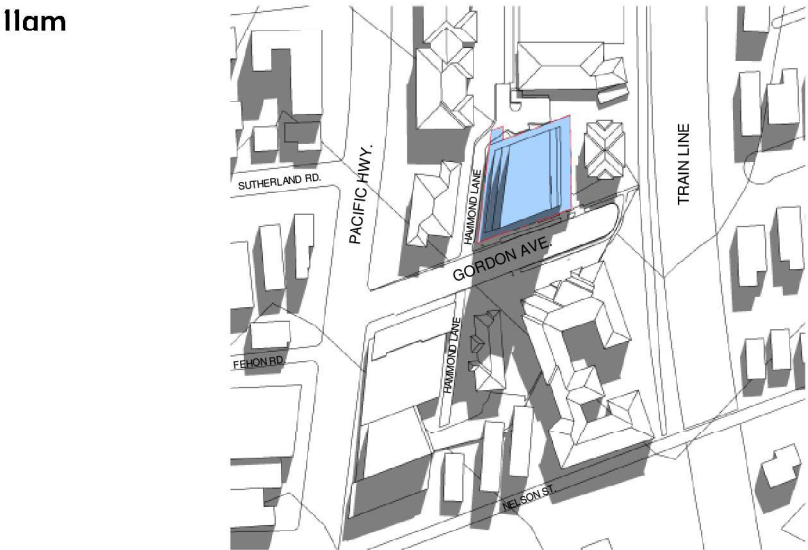 11am
SUTHERLAND RD.
PACIFIC HWY.
HAMMOND LANE
TRAIN LINE
GORDON AVE.
HAMMOND LANE
FEHON RD.
NELSON ST.